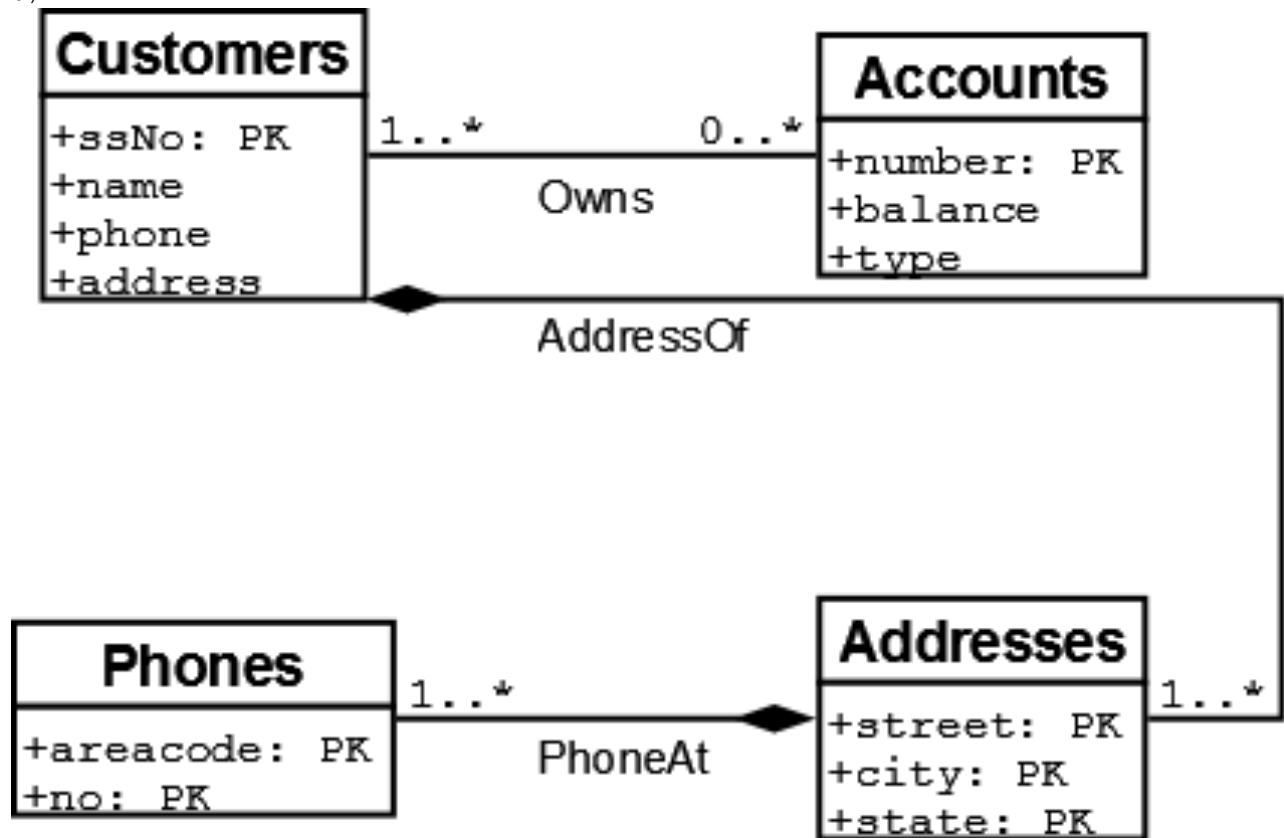 Customers
+ssNo: PK
+name
+phone
+address
1..*
0..*
Owns
Accounts
+number: PK
+balance
+type
AddressOf
Phones
+areacode: PK
+no: PK
1..*
PhoneAt
Addresses
+street: PK
+city: PK
+state: PK
1..*